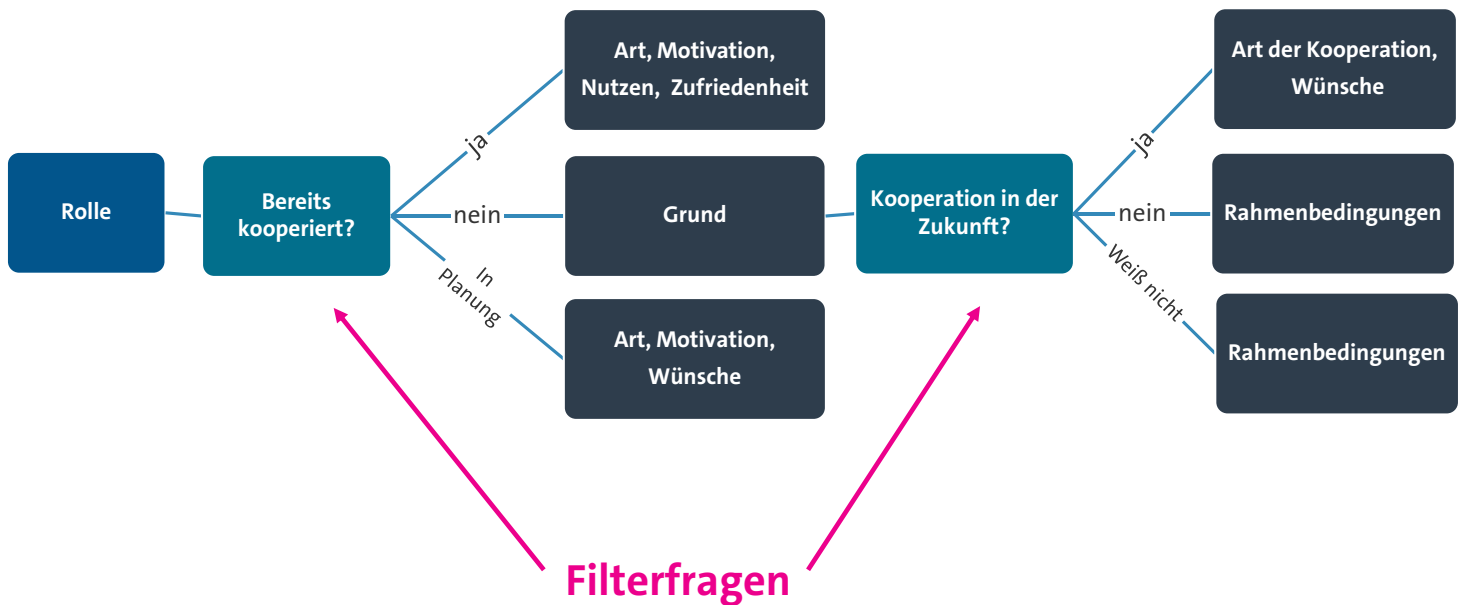 Rolle
Bereits
kooperiert?
ja
nein
In
Planung
Art, Motivation,
Nutzen, Zufriedenheit
Grund
Art, Motivation,
Wünsche
Kooperation in der
Zukunft?
ja
nein
Weiß nicht
Art der Kooperation,
Wünsche
Rahmenbedingungen
Rahmenbedingungen
Filterfragen